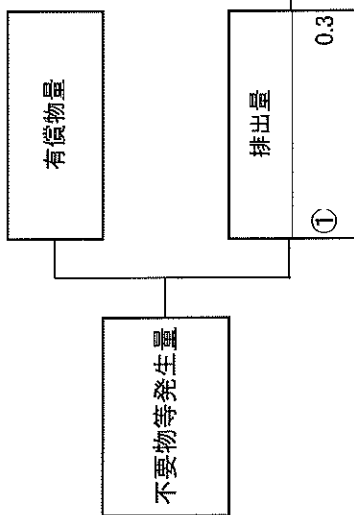 不要物等発生量
有償物量
排出量
① 0.3